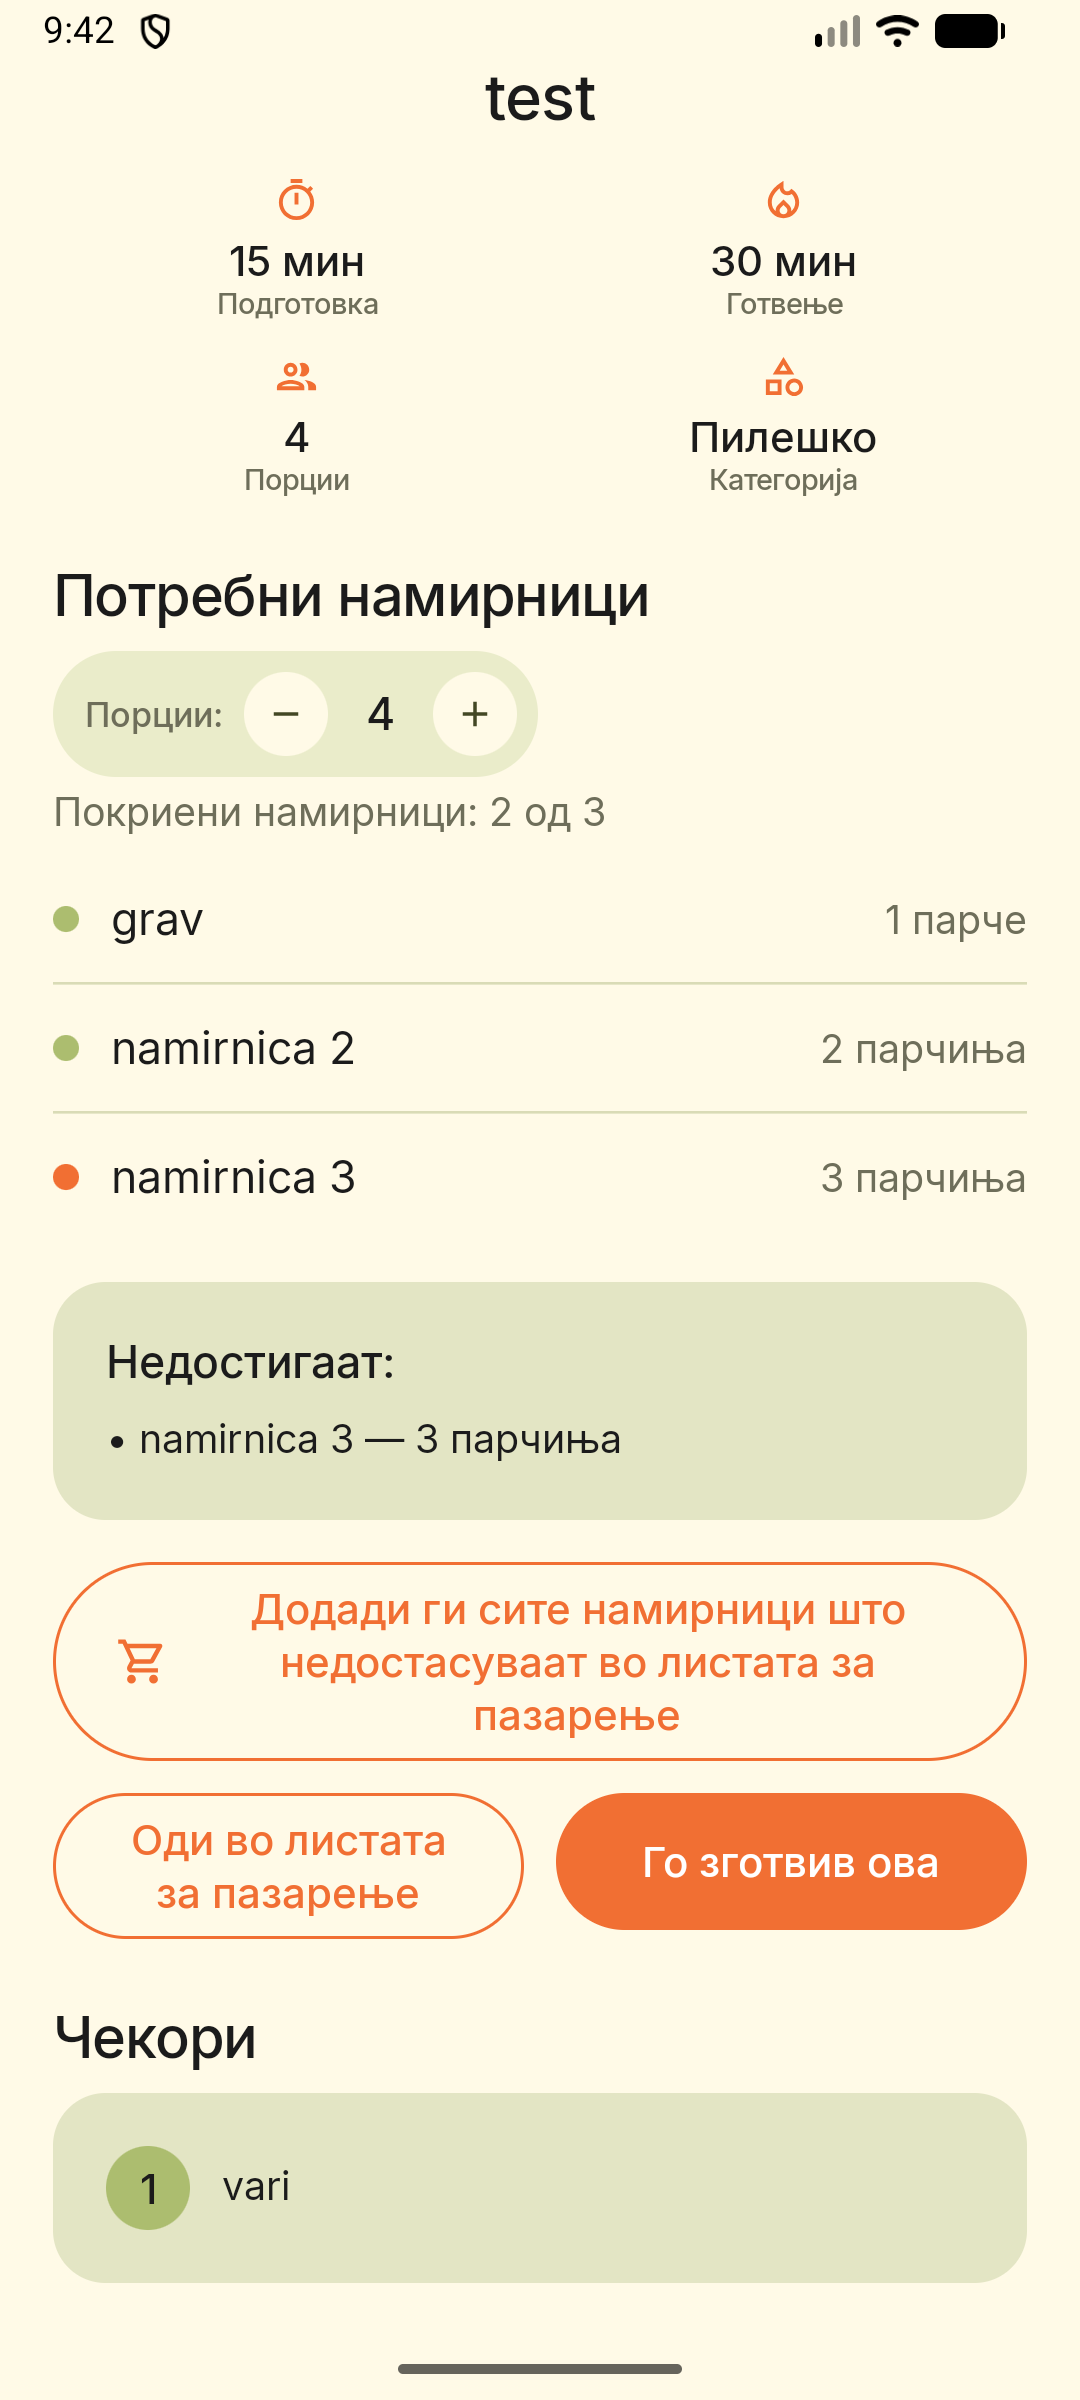 9:42
test
15 мин
30 мин
Подготовка
Готвење
4
Пилешко
Порции
Категорија
Потребни намирници
Порции: − 4 +
Покриени намирници: 2 од 3
grav 1 парче
namirnica 2 2 парчиња
namirnica 3 3 парчиња
Недостигаат:
• namirnica 3 — 3 парчиња
Додади ги сите намирници што
недостасуваат во листата за
пазарење
Оди во листата
за пазарење
Го зготвив ова
Чекори
1 vari